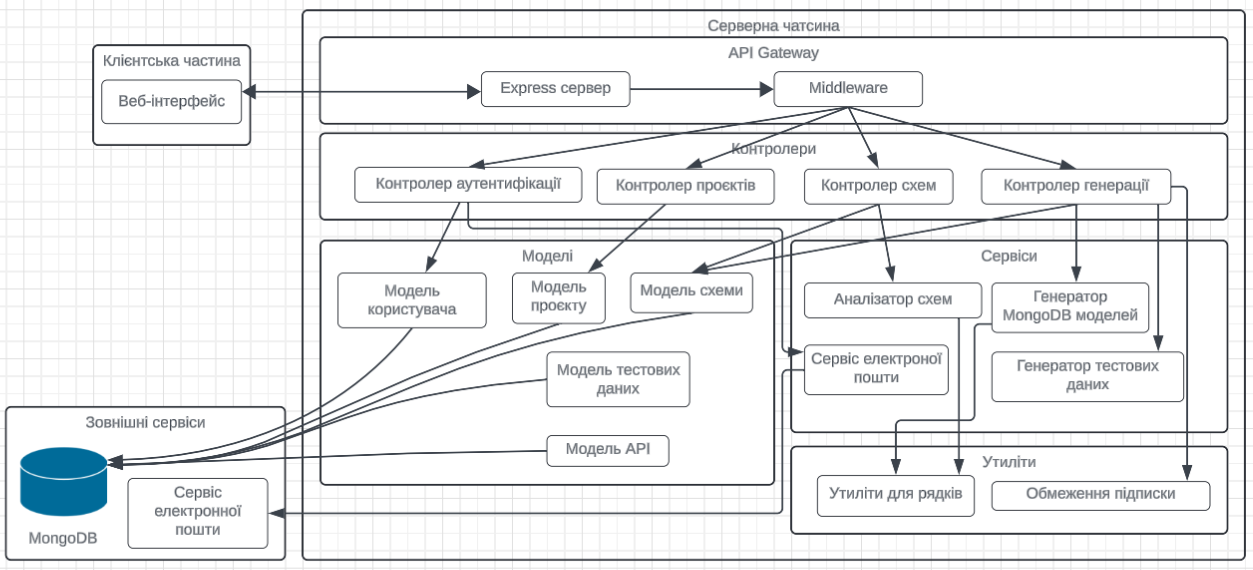 Серверна чатсина
API Gateway
Клієнтська частина
Веб-інтерфейс
Express сервер
Middleware
Контролери
Контролер аутентифікації
Контролер проєктів
Контролер схем
Контролер генерації
Моделі
Модель
користувача
Модель
проєкту
Модель схеми
Модель тестових
даних
Модель API
Сервіси
Аналізатор схем
Генератор
MongoDB моделей
Сервіс електроної
пошти
Генератор тестових
даних
Утиліти
Утиліти для рядків
Обмеження підписки
Зовнішні сервіси
MongoDB
Сервіс
електронної
пошти